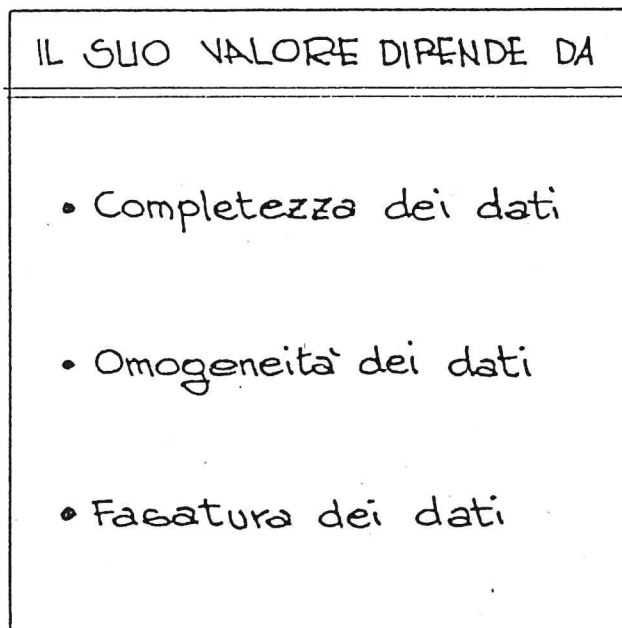 IL SUO VALORE DIPENDE DA
• Completezza dei dati
• Omogeneità dei dati
• Fasatura dei dati